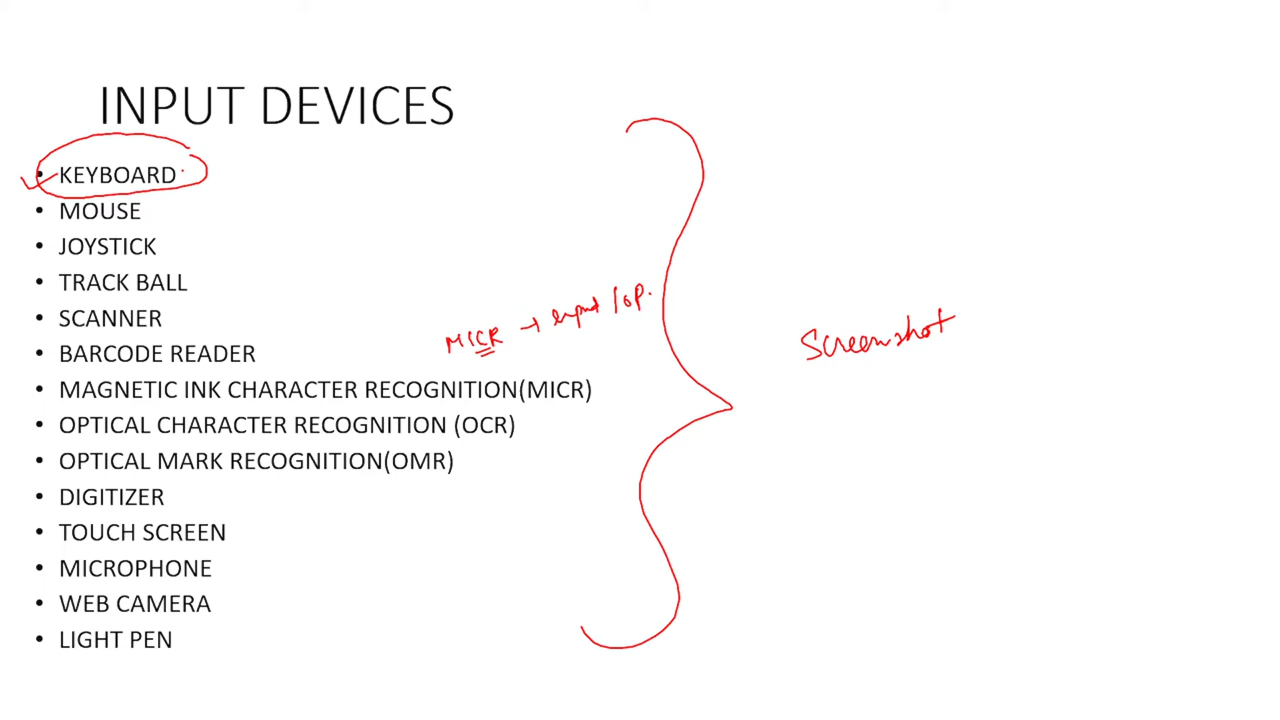 INPUT DEVICES
• KEYBOARD
• MOUSE
• JOYSTICK
• TRACK BALL
• SCANNER
• BARCODE READER
MICR → input / OP.
• MAGNETIC INK CHARACTER RECOGNITION(MICR)
• OPTICAL CHARACTER RECOGNITION (OCR)
• OPTICAL MARK RECOGNITION(OMR)
• DIGITIZER
• TOUCH SCREEN
• MICROPHONE
• WEB CAMERA
• LIGHT PEN
Screenshot